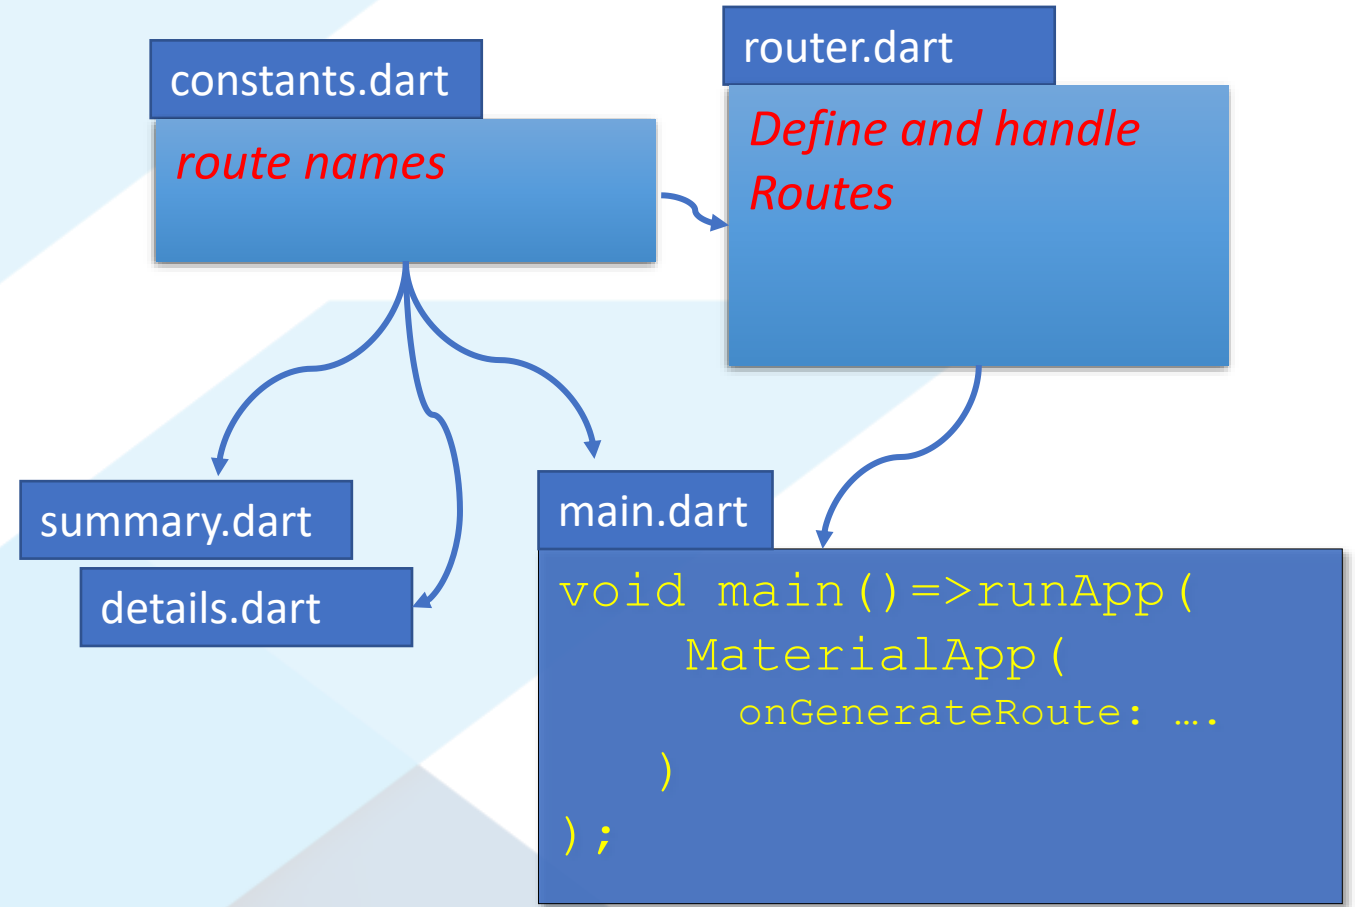 constants.dart
route names
router.dart
Define and handle
Routes
summary.dart
details.dart
main.dart
void main()=>runApp(
MaterialApp(
onGenerateRoute: ….
)
);